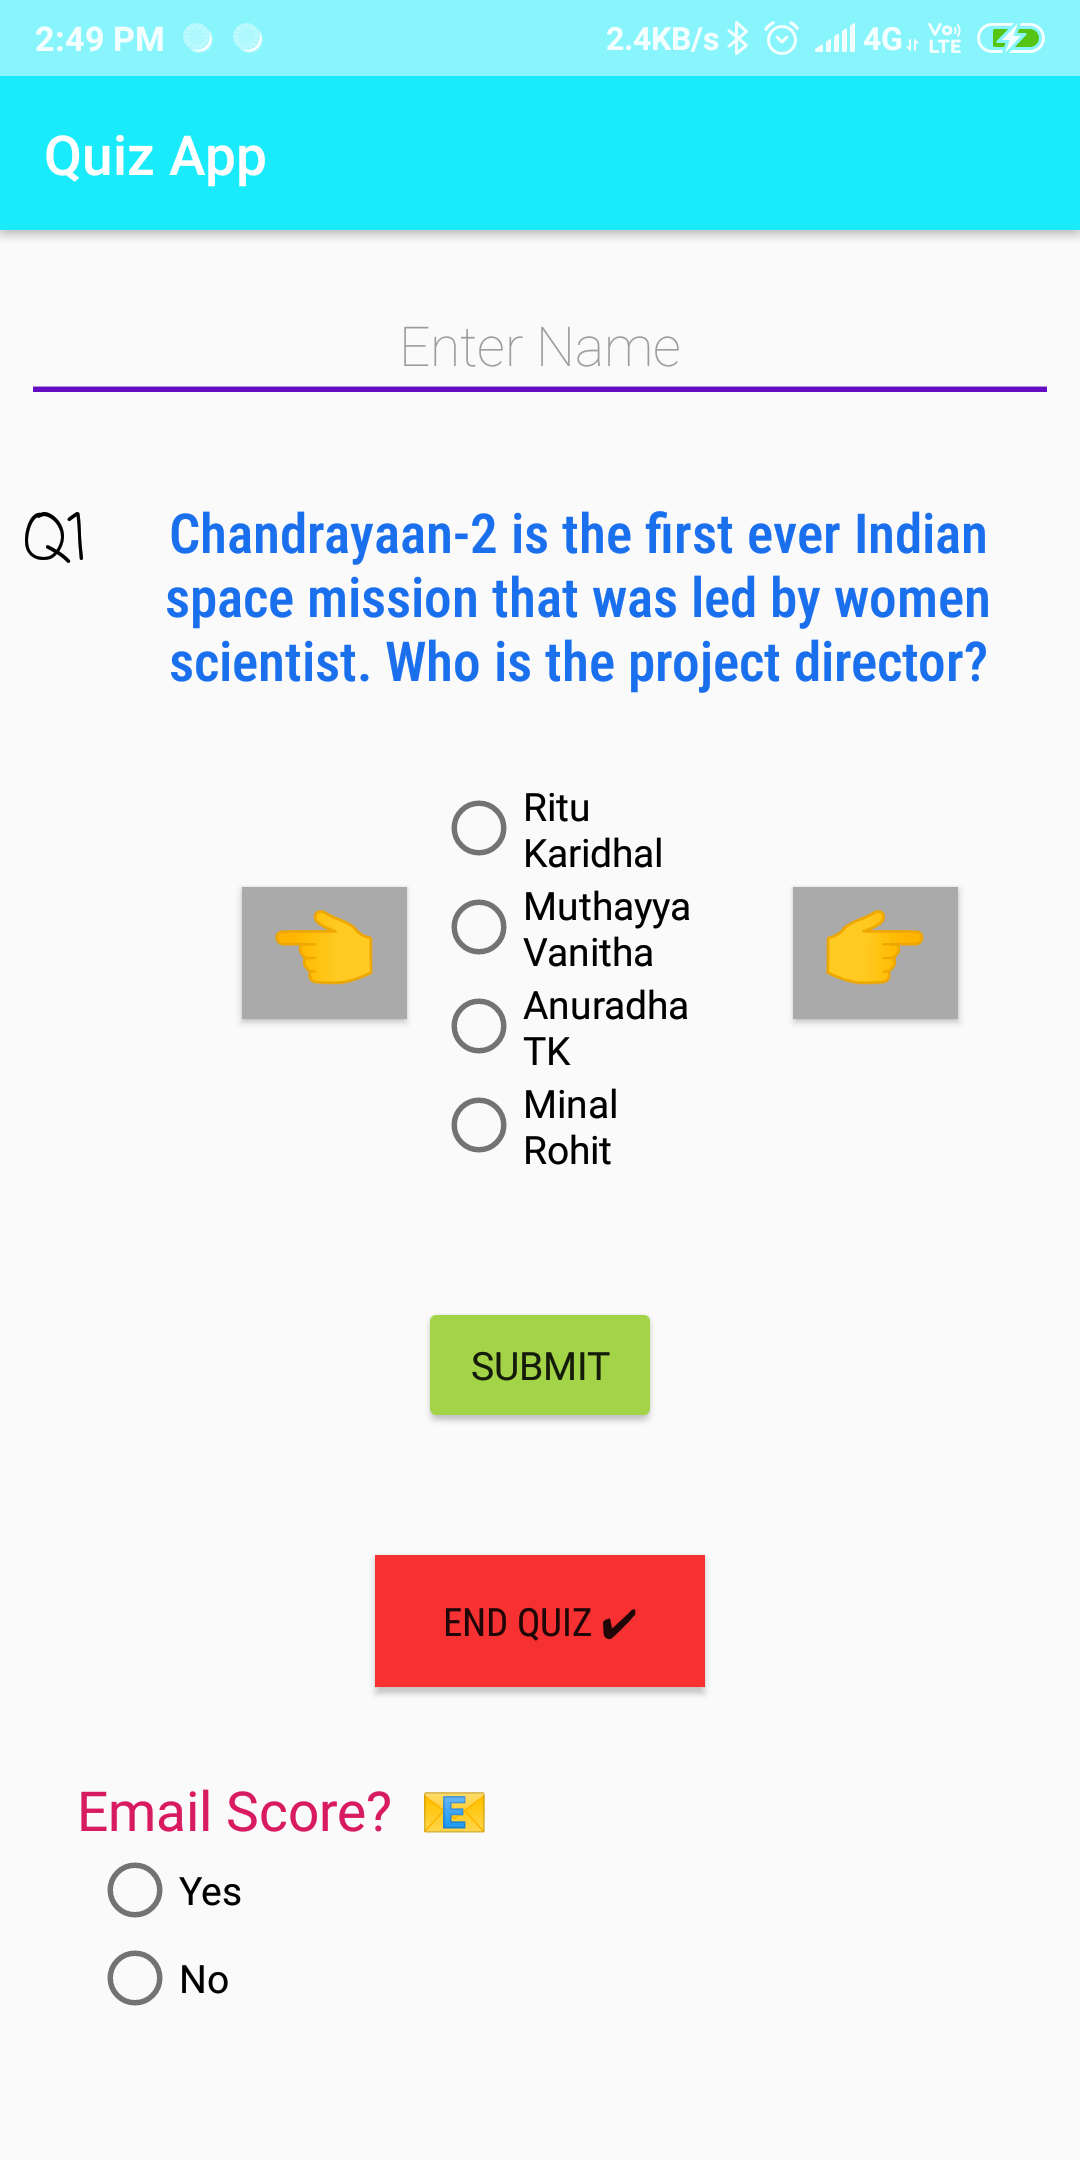 2:49 PM 2.4KB/s 4G Vo)) LTE
Quiz App
Enter Name
Q1 Chandrayaan-2 is the first ever Indian
space mission that was led by women
scientist. Who is the project director?
Ritu
Karidhal
Muthayya
Vanitha
Anuradha
TK
Minal
Rohit
SUBMIT
END QUIZ ✔
Email Score? 📧
Yes
No